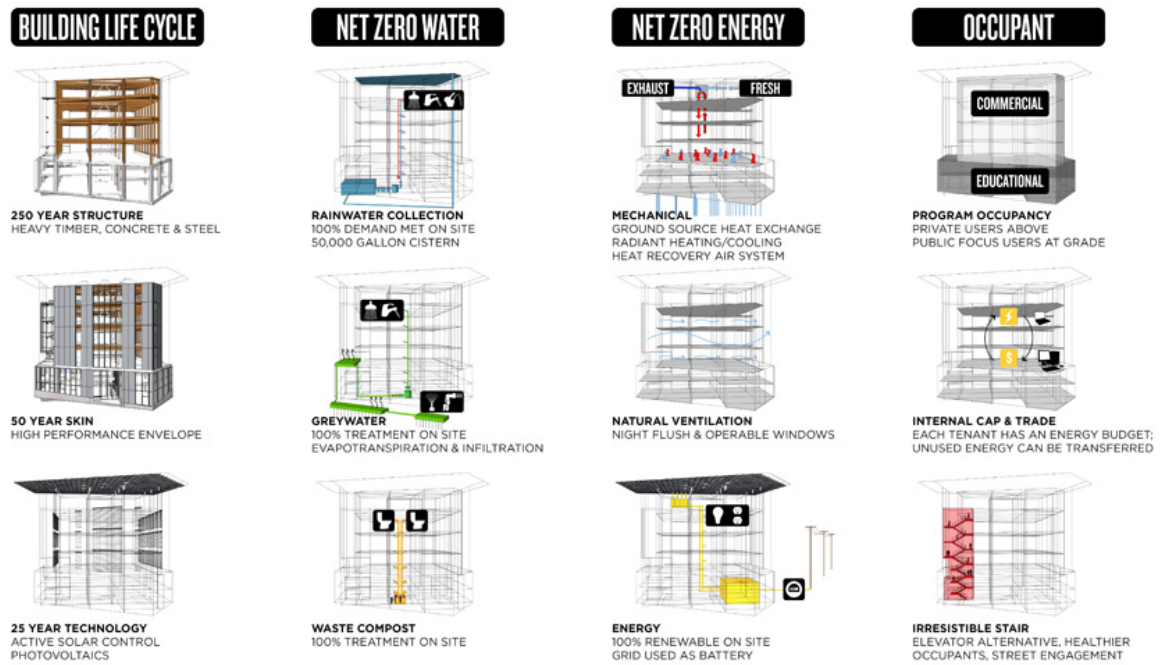 BUILDING LIFE CYCLE
250 YEAR STRUCTURE
HEAVY TIMBER, CONCRETE & STEEL
50 YEAR SKIN
HIGH PERFORMANCE ENVELOPE
25 YEAR TECHNOLOGY
ACTIVE SOLAR CONTROL
PHOTOVOLTAICS
NET ZERO WATER
RAINWATER COLLECTION
100% DEMAND MET ON SITE
50,000 GALLON CISTERN
GREYWATER
100% TREATMENT ON SITE
EVAPOTRANSPIRATION & INFILTRATION
WASTE COMPOST
100% TREATMENT ON SITE
NET ZERO ENERGY
EXHAUST
FRESH
MECHANICAL
GROUND SOURCE HEAT EXCHANGE
RADIANT HEATING/COOLING
HEAT RECOVERY AIR SYSTEM
NATURAL VENTILATION
NIGHT FLUSH & OPERABLE WINDOWS
ENERGY
100% RENEWABLE ON SITE
GRID USED AS BATTERY
OCCUPANT
COMMERCIAL
EDUCATIONAL
PROGRAM OCCUPANCY
PRIVATE USERS ABOVE
PUBLIC FOCUS USERS AT GRADE
$
INTERNAL CAP & TRADE
EACH TENANT HAS AN ENERGY BUDGET;
UNUSED ENERGY CAN BE TRANSFERRED
IRRESISTIBLE STAIR
ELEVATOR ALTERNATIVE, HEALTHIER
OCCUPANTS, STREET ENGAGEMENT